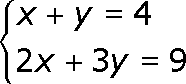 x + y = 4
2x + 3y = 9